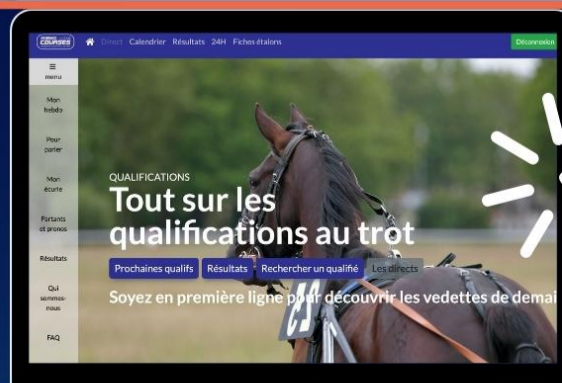 COURSES
Direct Calendrier Résultats 24H Fiches étalons
Déconnexion
menu
Mon
hebdo
Pour
parier
Mon
écurie
Partants
et pronos
Résultats
Qui
sommes-
nous
FAQ
QUALIFICATIONS
Tout sur les
qualifications au trot
Prochaines qualifs Résultats Rechercher un qualifié Les directs
Soyez en première ligne pour découvrir les vedettes de demai
24